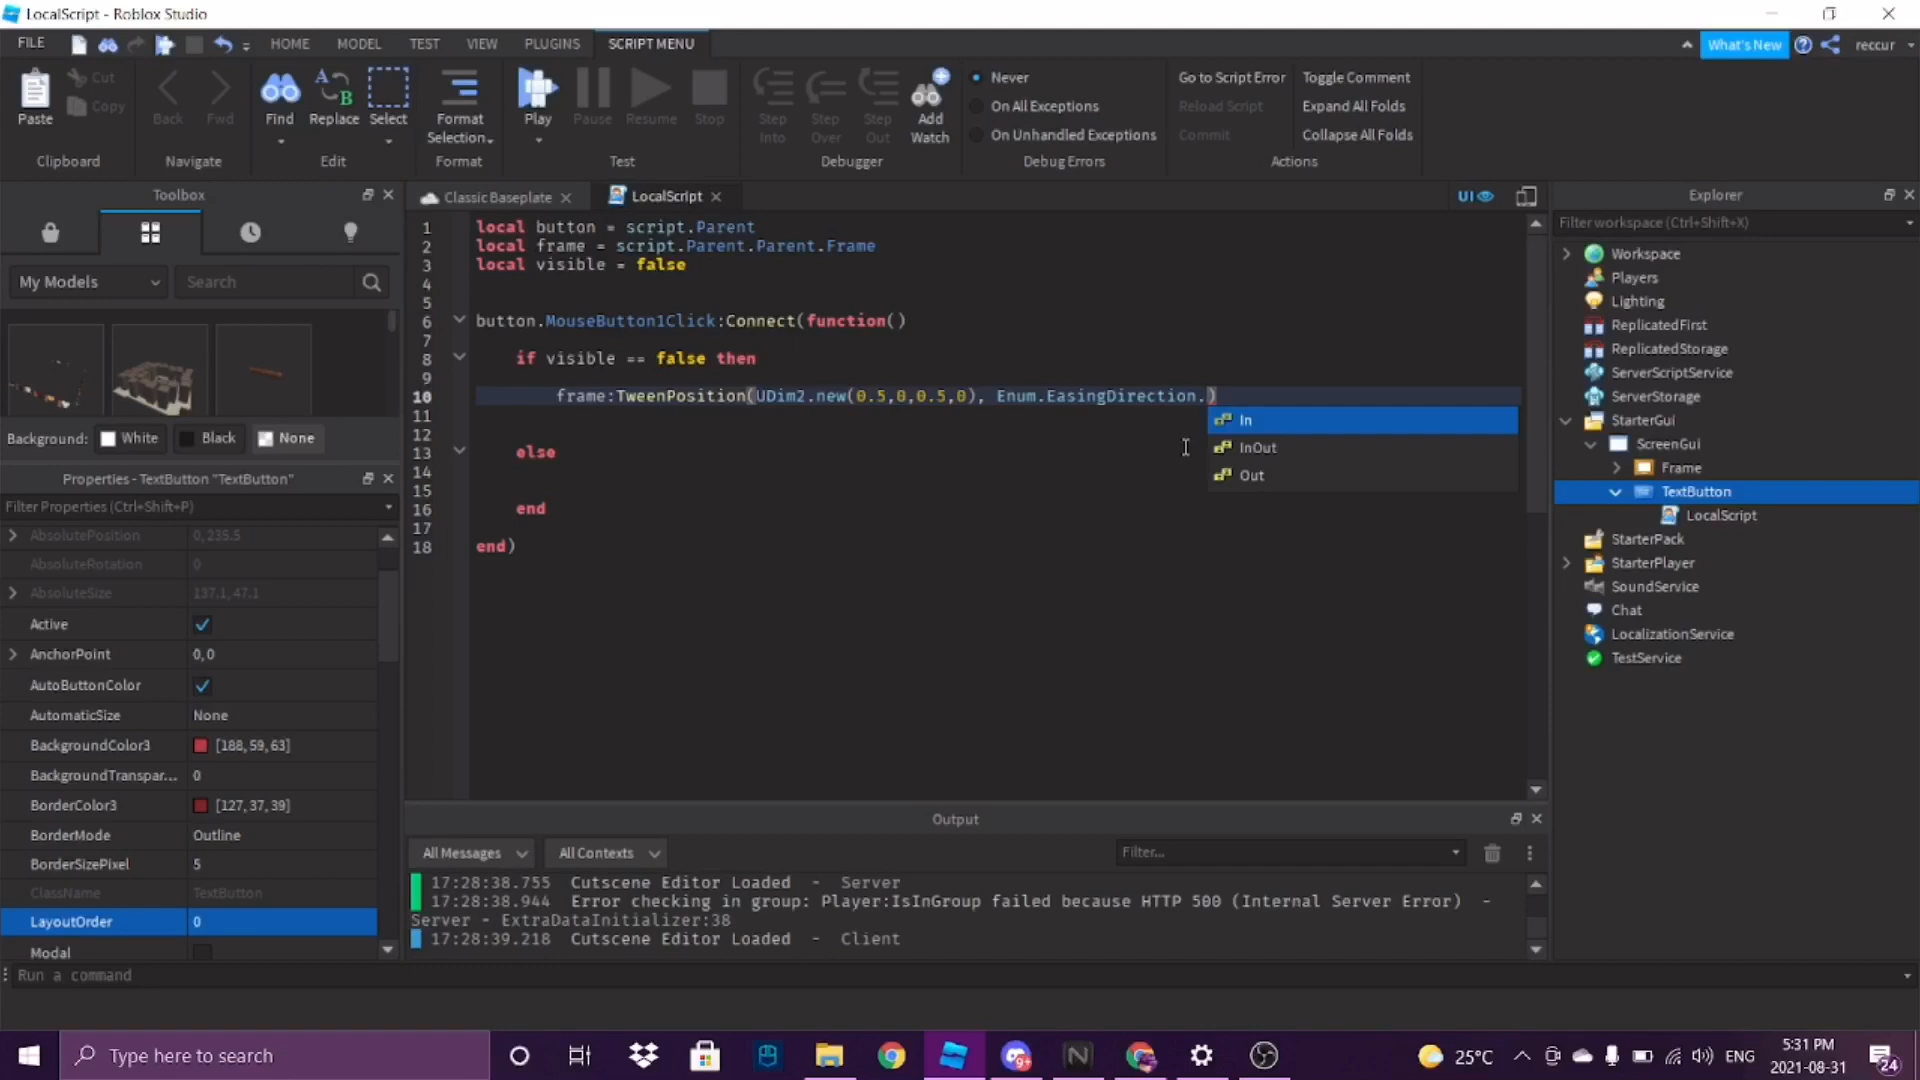 LocalScript - Roblox Studio
FILE HOME MODEL TEST VIEW PLUGINS SCRIPT MENU What's New reccur
Paste Cut Copy Back Fwd Find Replace Select Format Selection Play Pause Resume Stop Step Into Step Over Step Out Add Watch
Never
On All Exceptions
On Unhandled Exceptions
Go to Script Error Toggle Comment
Reload Script Expand All Folds
Commit Collapse All Folds
Clipboard Navigate Edit Format Test Debugger Debug Errors Actions
Toolbox
My Models Search
Background: White Black None
Properties - TextButton "TextButton"
Filter Properties (Ctrl+Shift+P)
AbsolutePosition 0, 235.5
AbsoluteRotation 0
AbsoluteSize 137.1, 47.1
Active
AnchorPoint 0,0
AutoButtonColor
AutomaticSize None
BackgroundColor3 [188,59,63]
BackgroundTranspar... 0
BorderColor3 [127,37,39]
BorderMode Outline
BorderSizePixel 5
ClassName TextButton
LayoutOrder 0
Modal
Classic Baseplate LocalScript UI
1 local button = script.Parent
2 local frame = script.Parent.Parent.Frame
3 local visible = false
4
5
6 button.MouseButton1Click:Connect(function()
7
8 if visible == false then
9
10 frame:TweenPosition(UDim2.new(0.5,0,0.5,0), Enum.EasingDirection.)
11
12
13 else
14
15
16 end
17
18 end)
In
InOut
Out
Output
All Messages All Contexts Filter...
17:28:38.755 Cutscene Editor Loaded - Server
17:28:38.944 Error checking in group: Player:IsInGroup failed because HTTP 500 (Internal Server Error) -
Server - ExtraDataInitializer:38
17:28:39.218 Cutscene Editor Loaded - Client
Explorer
Filter workspace (Ctrl+Shift+X)
Workspace
Players
Lighting
ReplicatedFirst
ReplicatedStorage
ServerScriptService
ServerStorage
StarterGui
ScreenGui
Frame
TextButton
LocalScript
StarterPack
StarterPlayer
SoundService
Chat
LocalizationService
TestService
Run a command
Type here to search
9+
25°C
ENG
5:31 PM
2021-08-31
24